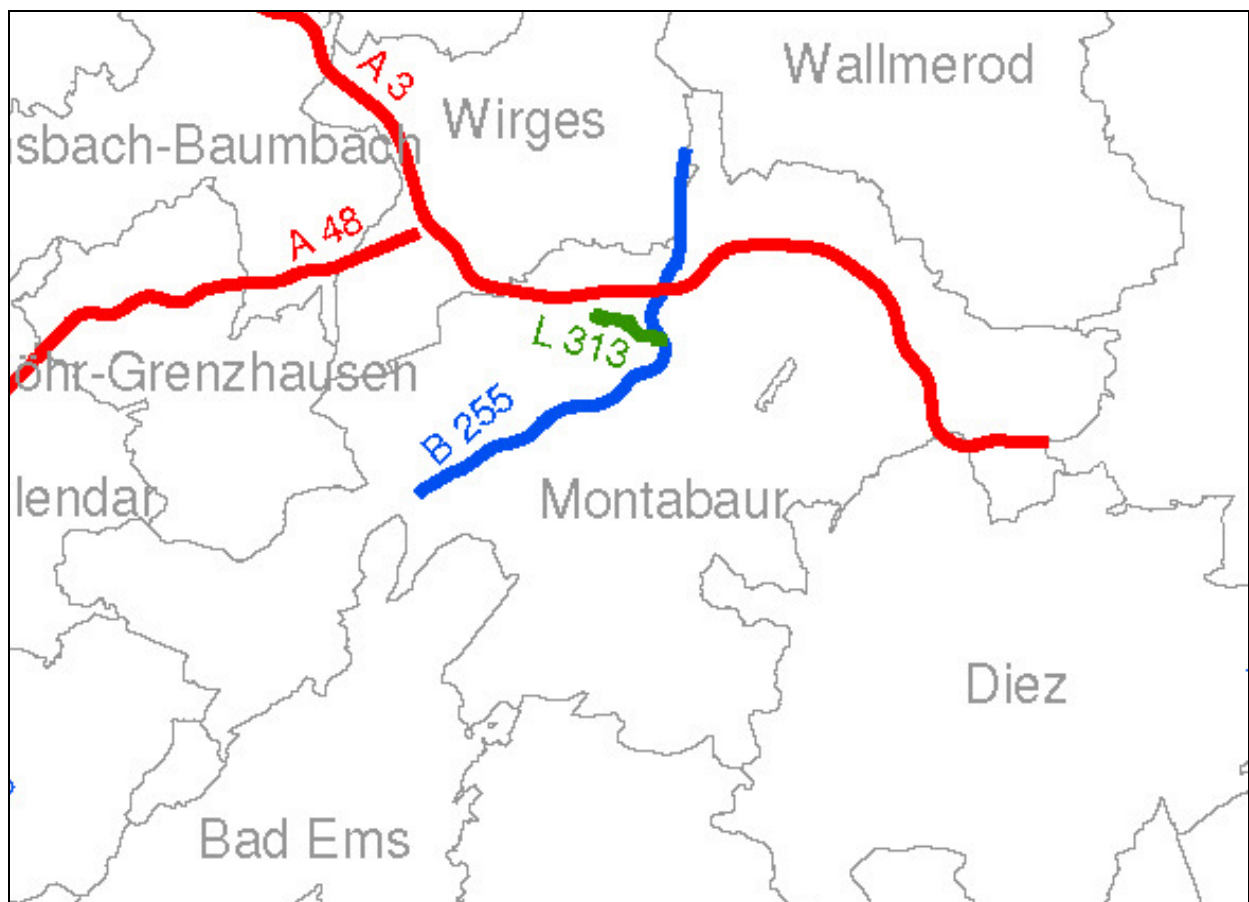 A 3
Wallmerod
Wirges
sbach-Baumbach
A 48
L 313
öhr-Grenzhausen
B 255
lendar
Montabaur
Diez
Bad Ems